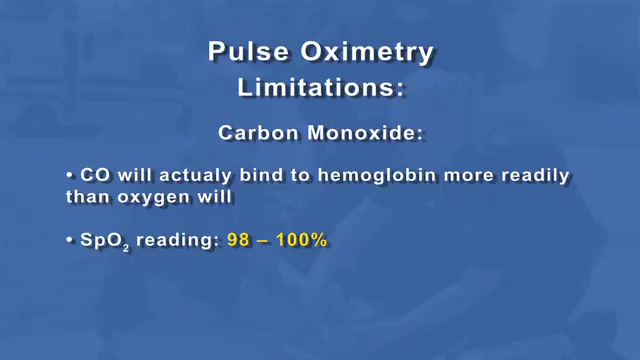 Pulse Oximetry
Limitations:
Carbon Monoxide:
• CO will actualy bind to hemoglobin more readily
than oxygen will
• SpO₂ reading: 98 – 100%